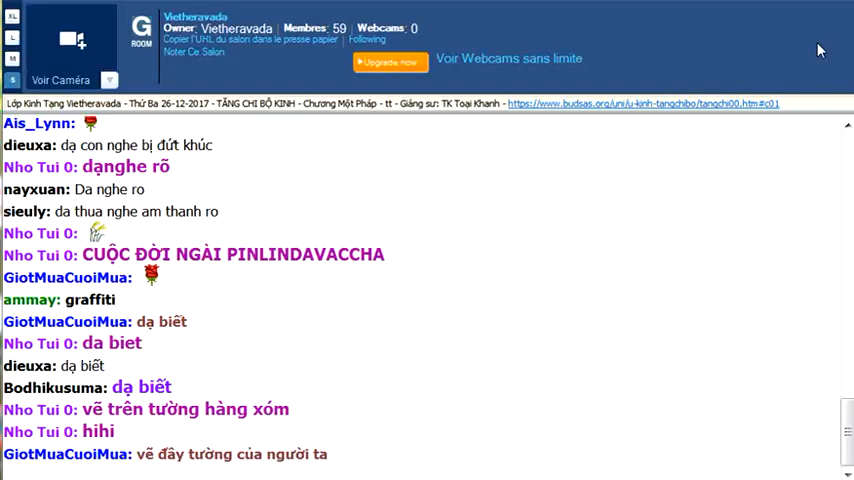 XL
L
M
S
Voir Caméra
G
ROOM
Vietheravada
Owner: Vietheravada Membres: 59 Webcams: 0
Copier l'URL du salon dans le presse papier | Following
Noter Ce Salon
Upgrade now
Voir Webcams sans limite
Lớp Kinh Tạng Vietheravada - Thứ Ba 26-12-2017 - TĂNG CHI BỘ KINH - Chương Một Pháp - tt - Giảng sư: TK Toại Khanh - https://www.budsas.org/uni/u-kinh-tangchibo/tangchi00.htm#c01
Ais_Lynn:
dieuxa: dạ con nghe bị đứt khúc
Nho Tui 0: dạnghe rõ
nayxuan: Da nghe ro
sieuly: da thua nghe am thanh ro
Nho Tui 0:
Nho Tui 0: CUỘC ĐỜI NGÀI PINLINDAVACCHA
GiotMuaCuoiMua:
ammay: graffiti
GiotMuaCuoiMua: dạ biết
Nho Tui 0: da biet
dieuxa: dạ biết
Bodhikusuma: dạ biết
Nho Tui 0: vẽ trên tường hàng xóm
Nho Tui 0: hihi
GiotMuaCuoiMua: vẽ đầy tường của người ta